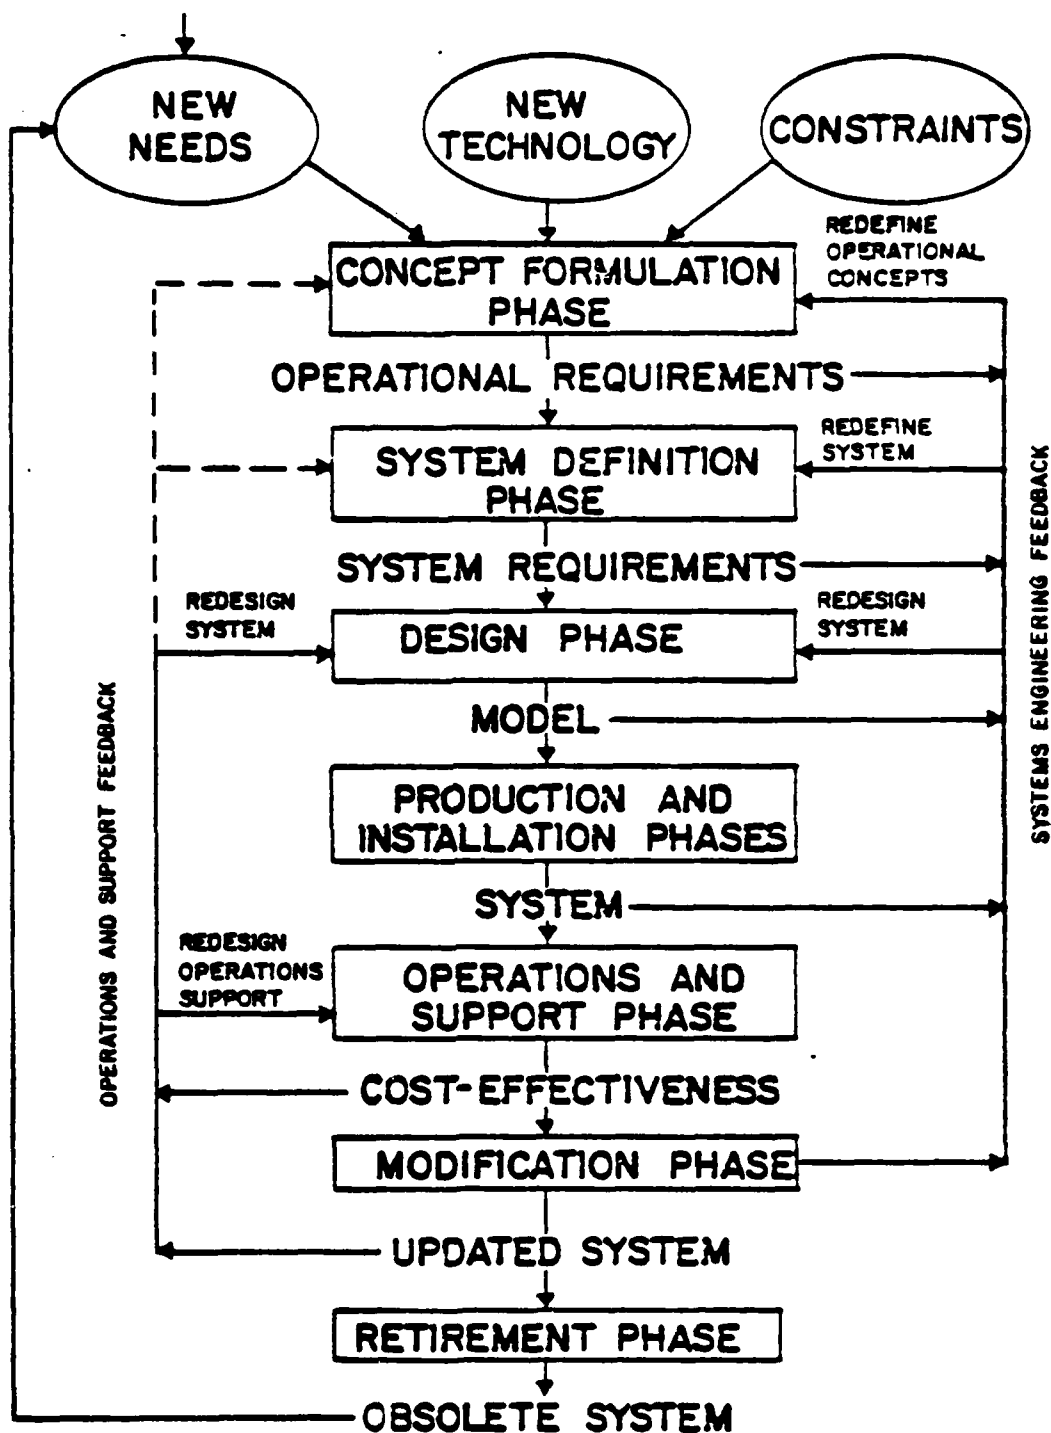 NEW
NEEDS
NEW
TECHNOLOGY
CONSTRAINTS
REDEFINE
OPERATIONAL
CONCEPTS
CONCEPT FORMULATION
PHASE
OPERATIONAL REQUIREMENTS
REDEFINE
SYSTEM
SYSTEM DEFINITION
PHASE
SYSTEM REQUIREMENTS
REDESIGN
SYSTEM
DESIGN PHASE
REDESIGN
SYSTEM
MODEL
PRODUCTION AND
INSTALLATION PHASES
SYSTEM
REDESIGN
OPERATIONS
SUPPORT
OPERATIONS AND
SUPPORT PHASE
COST-EFFECTIVENESS
MODIFICATION PHASE
UPDATED SYSTEM
RETIREMENT PHASE
OBSOLETE SYSTEM
OPERATIONS AND SUPPORT FEEDBACK
SYSTEMS ENGINEERING FEEDBACK